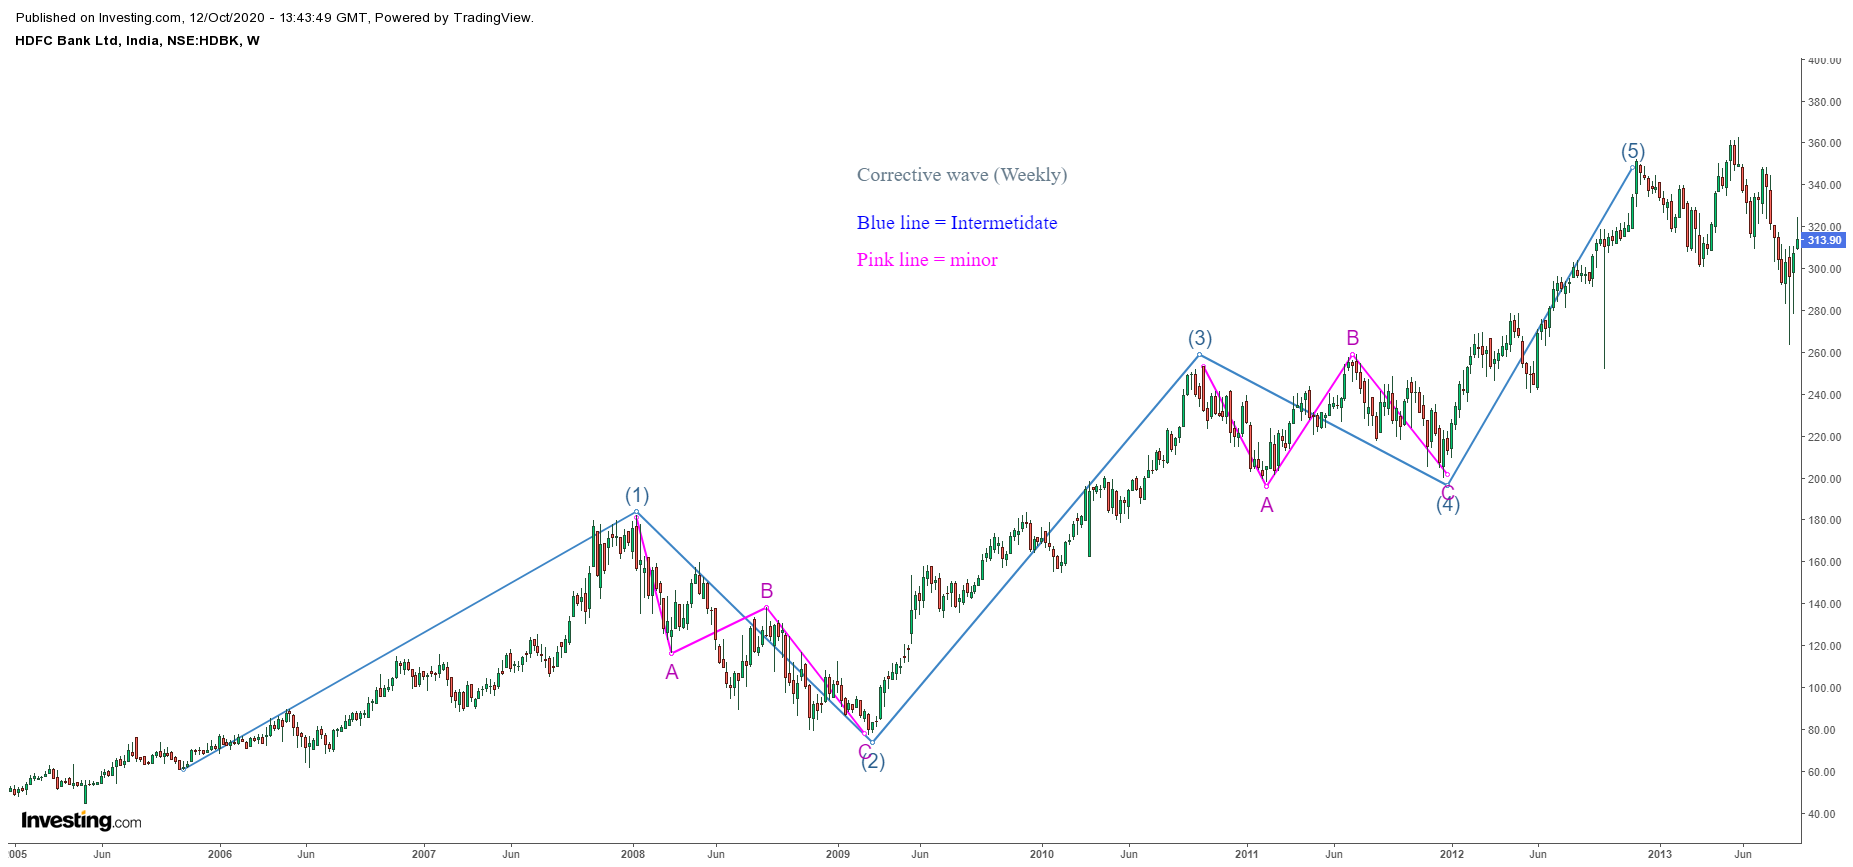 Published on Investing.com, 12/Oct/2020 - 13:43:49 GMT, Powered by TradingView.
HDFC Bank Ltd, India, NSE:HDBK, W
400.00
380.00
360.00
340.00
320.00
313.90
300.00
280.00
260.00
240.00
220.00
200.00
180.00
160.00
140.00
120.00
100.00
80.00
60.00
40.00
Corrective wave (Weekly)
Blue line = Intermetidate
Pink line = minor
(5)
(3)
B
(1)
A
C
(4)
B
A
C
(2)
Investing.com
2005 Jun 2006 Jun 2007 Jun 2008 Jun 2009 Jun 2010 Jun 2011 Jun 2012 Jun 2013 Jun